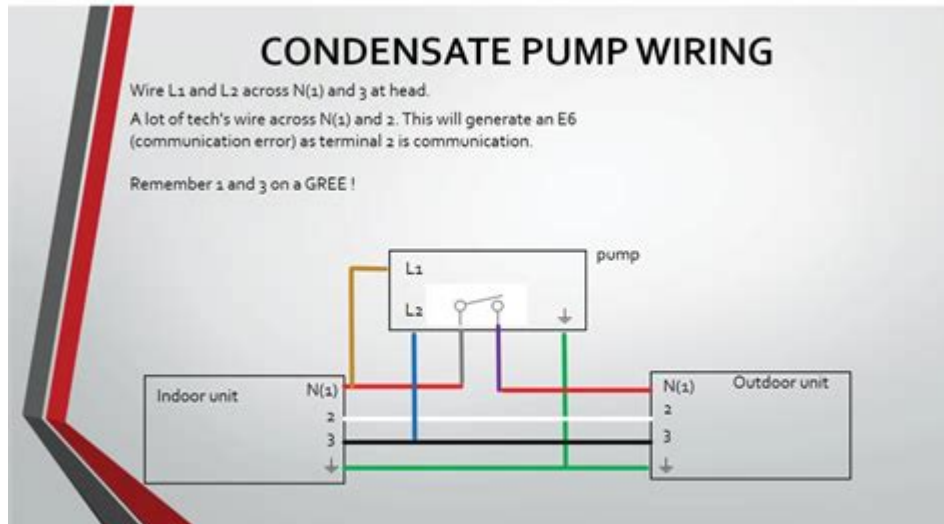 CONDENSATE PUMP WIRING
Wire L1 and L2 across N(1) and 3 at head.
A lot of tech's wire across N(1) and 2. This will generate an E6
(communication error) as terminal 2 is communication.
Remember 1 and 3 on a GREE !
pump
L1
L2
Indoor unit
N(1)
2
3
N(1)
Outdoor unit
2
3